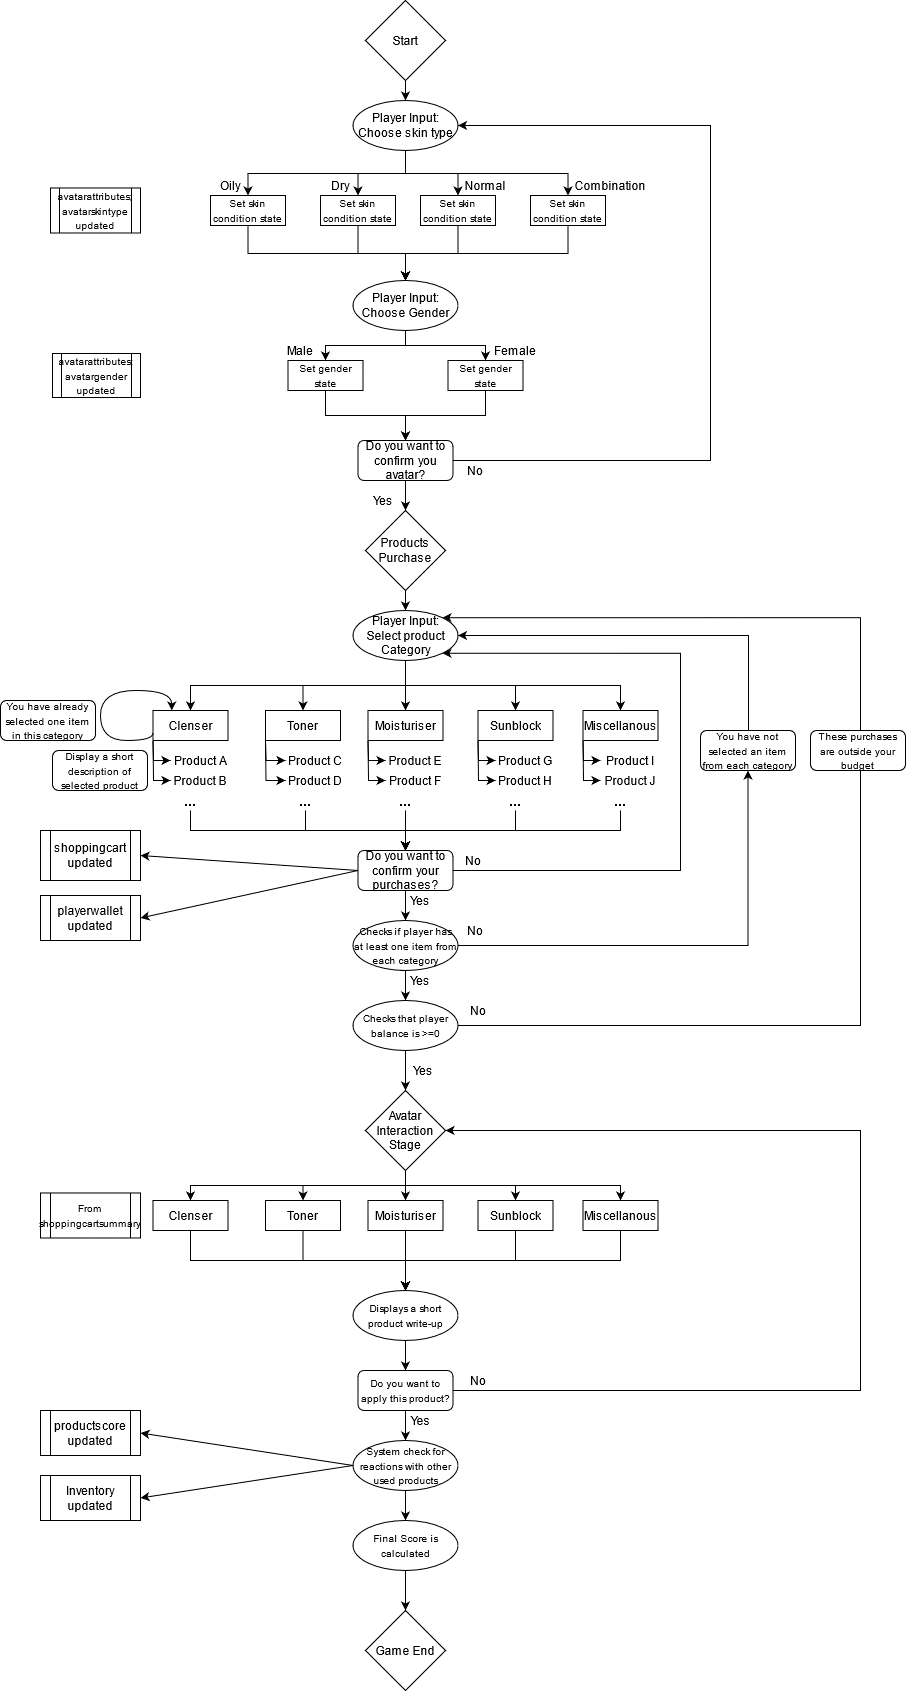 Start
Player Input:
Choose skin type
Oily
Dry
Normal
Combination
avatarattributes;
avatarskintype
updated
Set skin
condition state
Set skin
condition state
Set skin
condition state
Set skin
condition state
Player Input:
Choose Gender
Male
Female
avatarattributes;
avatargender
updated
Set gender
state
Set gender
state
Do you want to
confirm you
avatar?
No
Yes
Products
Purchase
Player Input:
Select product
Category
You have already
selected one item
in this category
Clenser
Toner
Moisturiser
Sunblock
Miscellanous
Display a short
description of
selected product
Product A
Product B
...
Product C
Product D
...
Product E
Product F
...
Product G
Product H
...
Product I
Product J
...
You have not
selected an item
from each category
These purchases
are outside your
budget
shoppingcart
updated
playerwallet
updated
Do you want to
confirm your
purchases?
No
Yes
Checks if player has
at least one item from
each category
No
Yes
Checks that player
balance is >=0
No
Yes
Avatar
Interaction
Stage
From
shoppingcartsummary
Clenser
Toner
Moisturiser
Sunblock
Miscellanous
Displays a short
product write-up
Do you want to
apply this product?
No
Yes
productscore
updated
Inventory
updated
System check for
reactions with other
used products
Final Score is
calculated
Game End